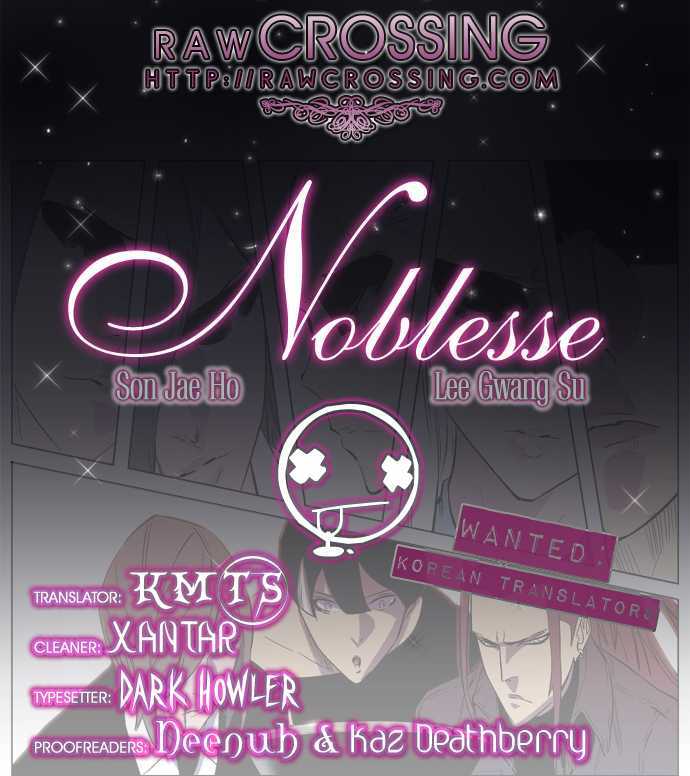 RAW CROSSING
HTTP://RAWCROSSING.COM
Noblesse
Son Jae Ho Lee Gwang Su
WANTED:
KOREAN TRANSLATORS
TRANSLATOR: KMTS
CLEANER: XANTAR
TYPESETTER: DARK HOWLER
PROOFREADERS: Neenuh & Kaz Deathberry